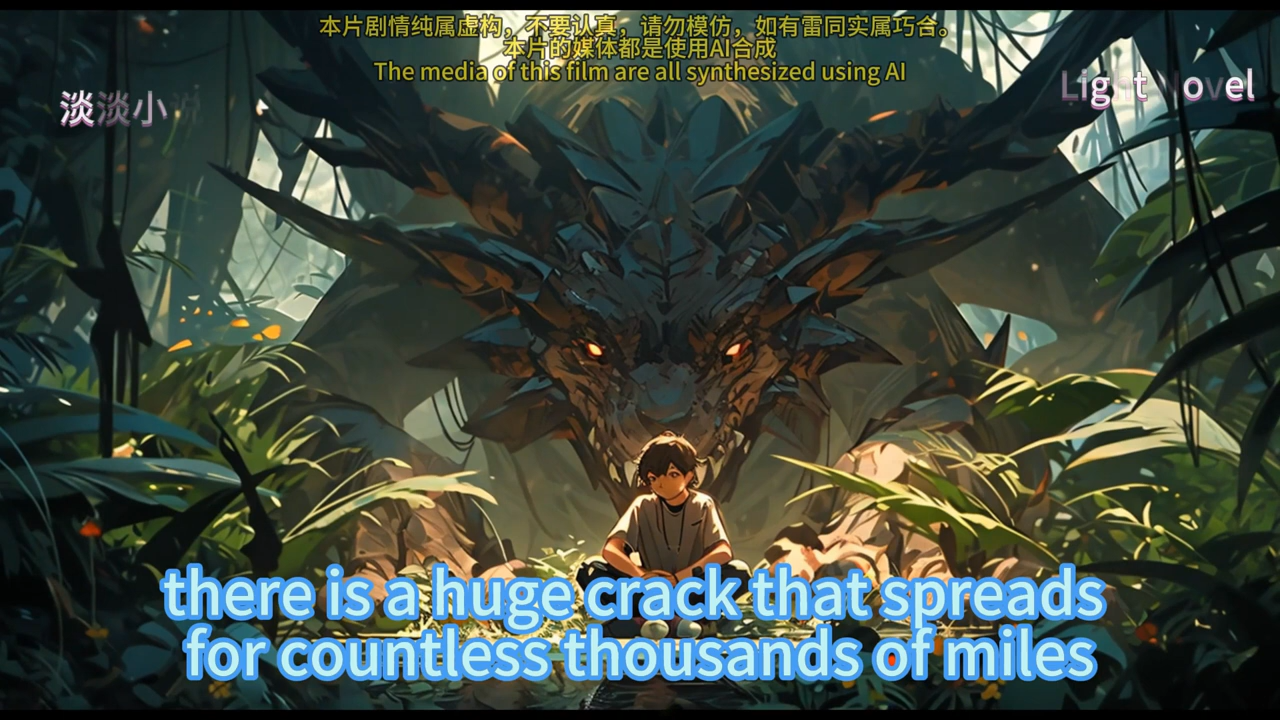 本片剧情纯属虚构，不要认真，请勿模仿，如有雷同实属巧合。
本片的媒体都是使用AI合成
The media of this film are all synthesized using AI
淡淡小说
Light Novel
there is a huge crack that spreads
for countless thousands of miles